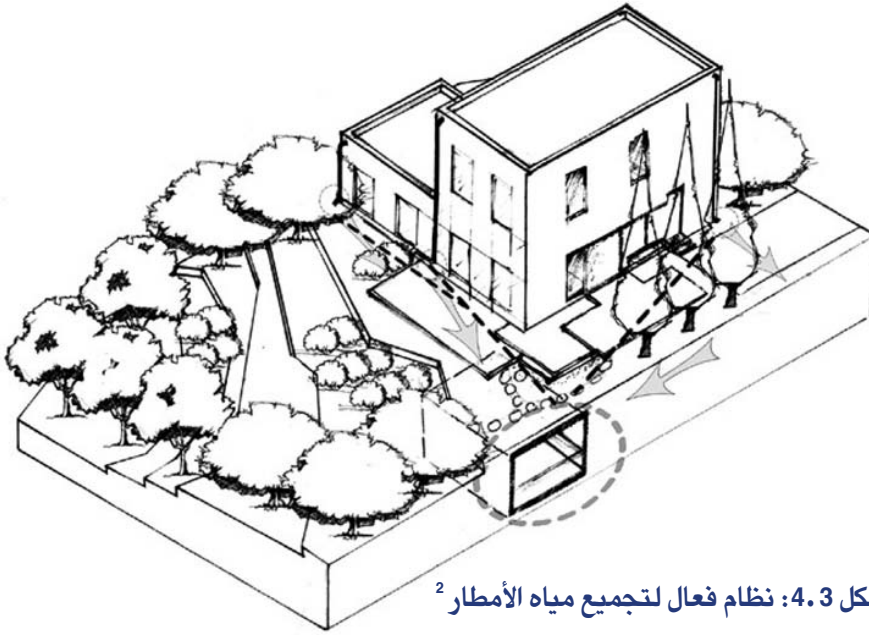 كل 4.3: نظام فعال لتجميع مياه الأمطار ²